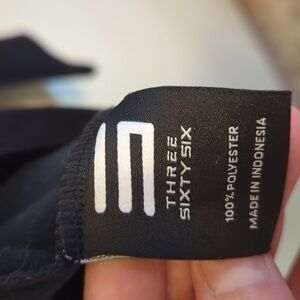 THREE
SIXTY SIX
100% POLYESTER
MADE IN INDONESIA